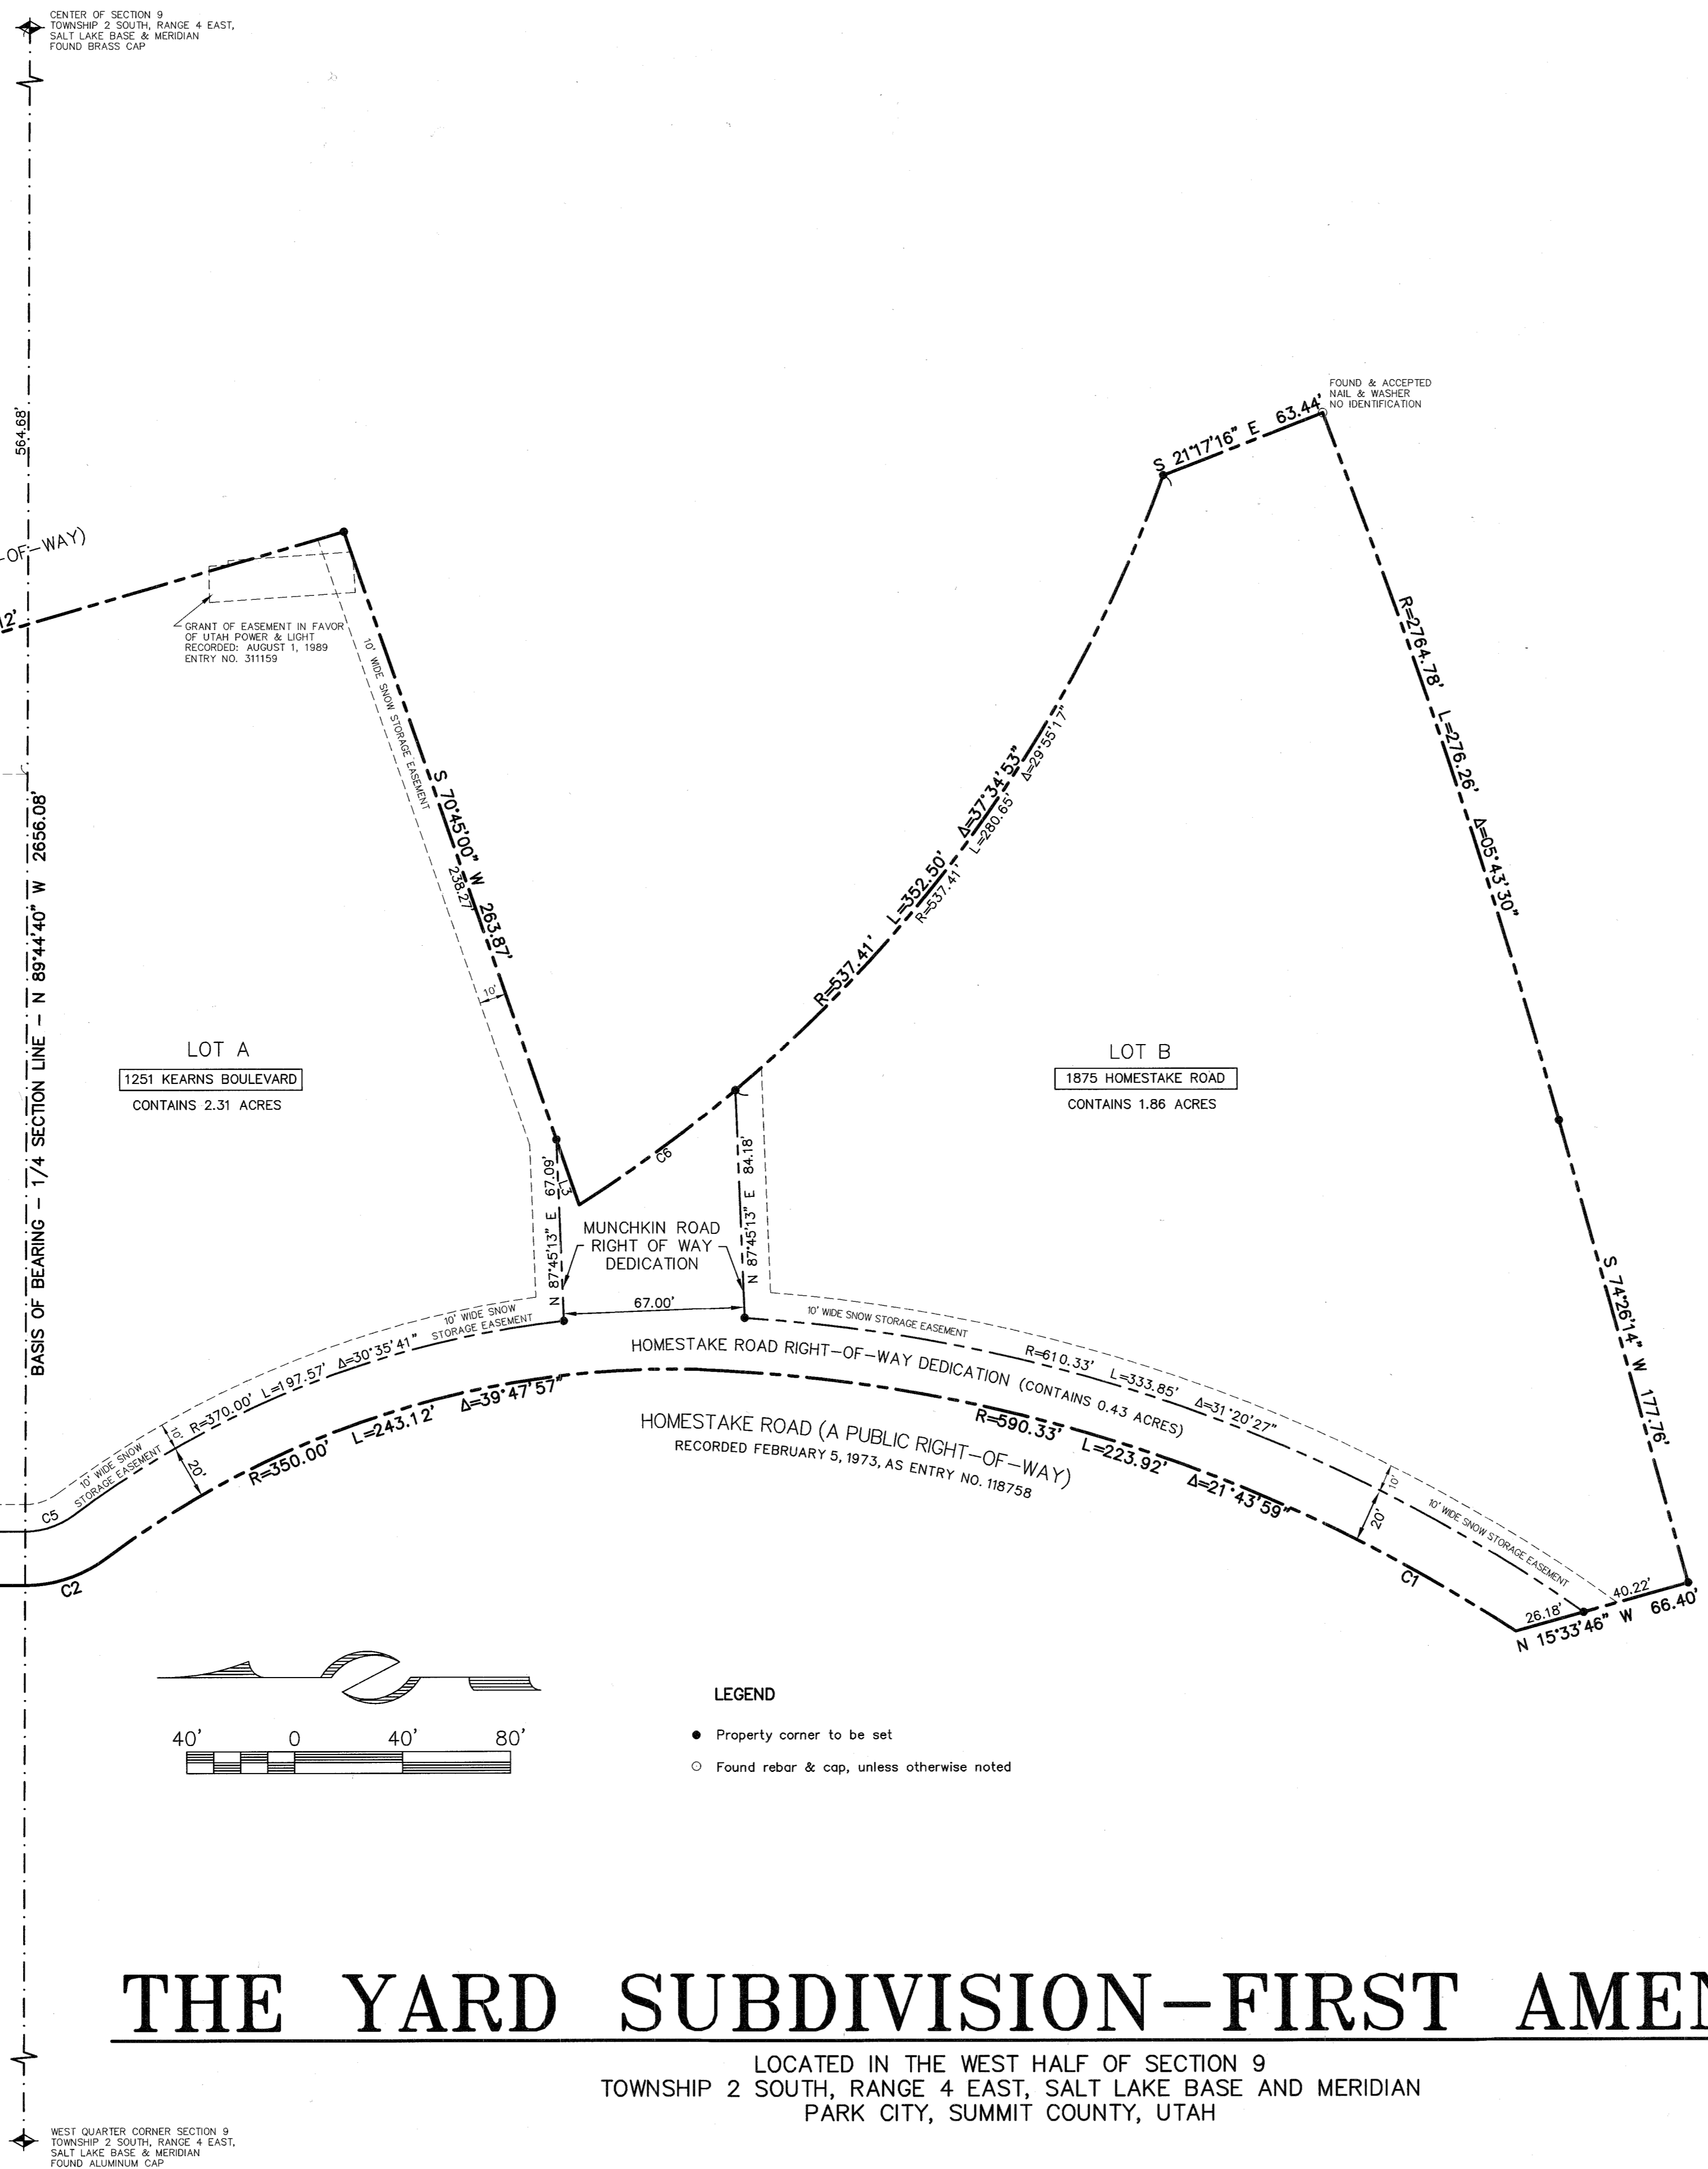 CENTER OF SECTION 9
TOWNSHIP 2 SOUTH, RANGE 4 EAST,
SALT LAKE BASE & MERIDIAN
FOUND BRASS CAP
564.68'
-OF-WAY)
12'
GRANT OF EASEMENT IN FAVOR
OF UTAH POWER & LIGHT
RECORDED: AUGUST 1, 1989
ENTRY NO. 311159
10' WIDE SNOW STORAGE EASEMENT
S 70°45'00" W 263.87'
238.27'
10'
FOUND & ACCEPTED
NAIL & WASHER
NO IDENTIFICATION
S 21°17'16" E 63.44'
R=2764.78' L=276.26' Δ=05°43'30"
R=537.41' L=352.50' Δ=37°34'53"
R=537.41' L=280.65' Δ=29°55'17"
BASIS OF BEARING - 1/4 SECTION LINE - N 89°44'40" W 2656.08'
LOT A
1251 KEARNS BOULEVARD
CONTAINS 2.31 ACRES
LOT B
1875 HOMESTAKE ROAD
CONTAINS 1.86 ACRES
C6
L3
N 87°45'13" E 67.09'
N 87°45'13" E 84.18'
MUNCHKIN ROAD
RIGHT OF WAY
DEDICATION
67.00'
S 74°26'14" W 177.76'
10' WIDE SNOW
STORAGE EASEMENT
10' WIDE SNOW STORAGE EASEMENT
R=370.00' L=197.57' Δ=30°35'41"
HOMESTAKE ROAD RIGHT-OF-WAY DEDICATION (CONTAINS 0.43 ACRES)
R=610.33' L=333.85' Δ=31°20'27"
R=350.00' L=243.12' Δ=39°47'57"
HOMESTAKE ROAD (A PUBLIC RIGHT-OF-WAY)
RECORDED FEBRUARY 5, 1973, AS ENTRY NO. 118758
R=590.33' L=223.92' Δ=21°43'59"
10'
20'
10' WIDE SNOW
STORAGE EASEMENT
C5
C2
10'
20'
10' WIDE SNOW STORAGE EASEMENT
C1
26.18'
40.22'
N 15°33'46" W 66.40'
40' 0 40' 80'
LEGEND
Property corner to be set
Found rebar & cap, unless otherwise noted
THE YARD SUBDIVISION-FIRST AMEN
LOCATED IN THE WEST HALF OF SECTION 9
TOWNSHIP 2 SOUTH, RANGE 4 EAST, SALT LAKE BASE AND MERIDIAN
PARK CITY, SUMMIT COUNTY, UTAH
WEST QUARTER CORNER SECTION 9
TOWNSHIP 2 SOUTH, RANGE 4 EAST,
SALT LAKE BASE & MERIDIAN
FOUND ALUMINUM CAP